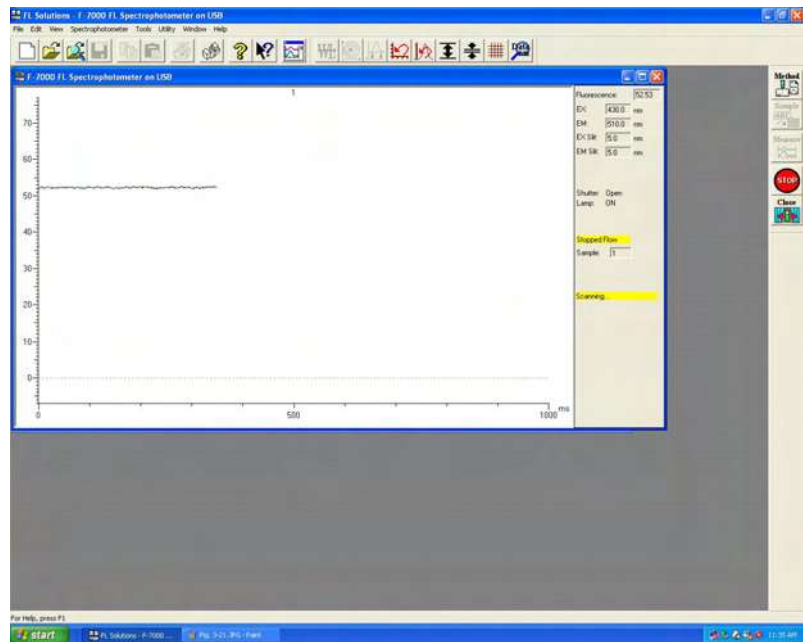 FL Solutions - F-7000 FL Spectrophotometer on USB
File Edit View Spectrophotometer Tools Utility Window Help
F-7000 FL Spectrophotometer on USB
1
70
60
50
40
30
20
10
0
0 500 1000 ms
Fluorescence: 52.53
EX: 430.0 nm
EM: 510.0 nm
EX Slit: 5.0 nm
EM Slit: 5.0 nm
Shutter: Open
Lamp: ON
Stopped Flow
Sample: 1
Scanning...
Method
Sample
ABC...
Measure
STOP
Close
For Help, press F1
start
FL Solutions - F-7000 ...
Fig. 5-21.JPG - Paint
11:35 AM